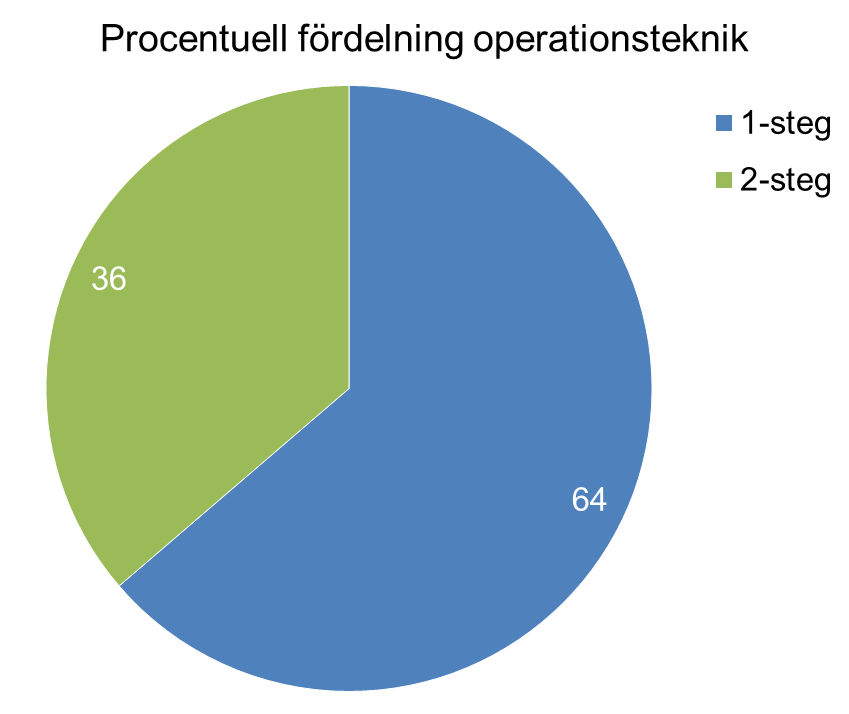 Procentuell fördelning operationsteknik
1-steg
2-steg
36
64